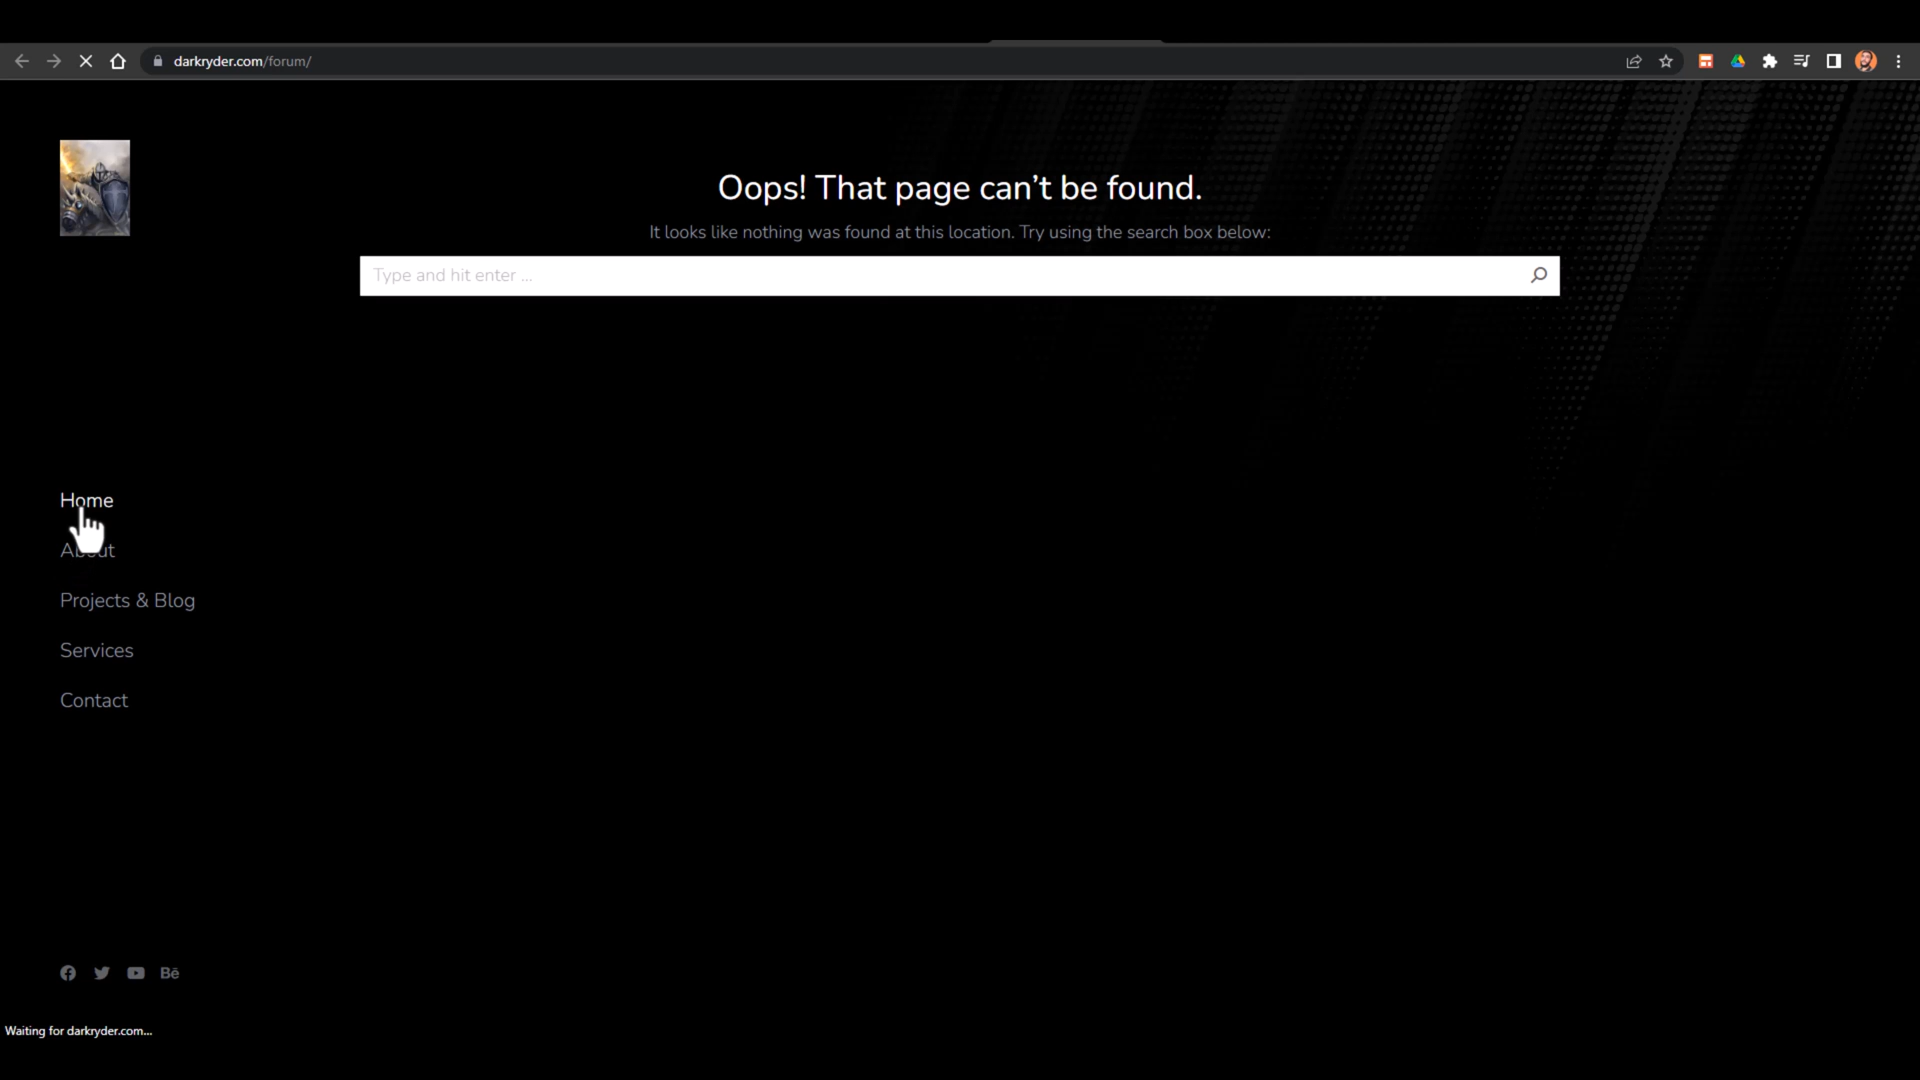 darkryder.com/forum/
Oops! That page can’t be found.
It looks like nothing was found at this location. Try using the search box below:
Type and hit enter ...
Home
About
Projects & Blog
Services
Contact
Bē
Waiting for darkryder.com...